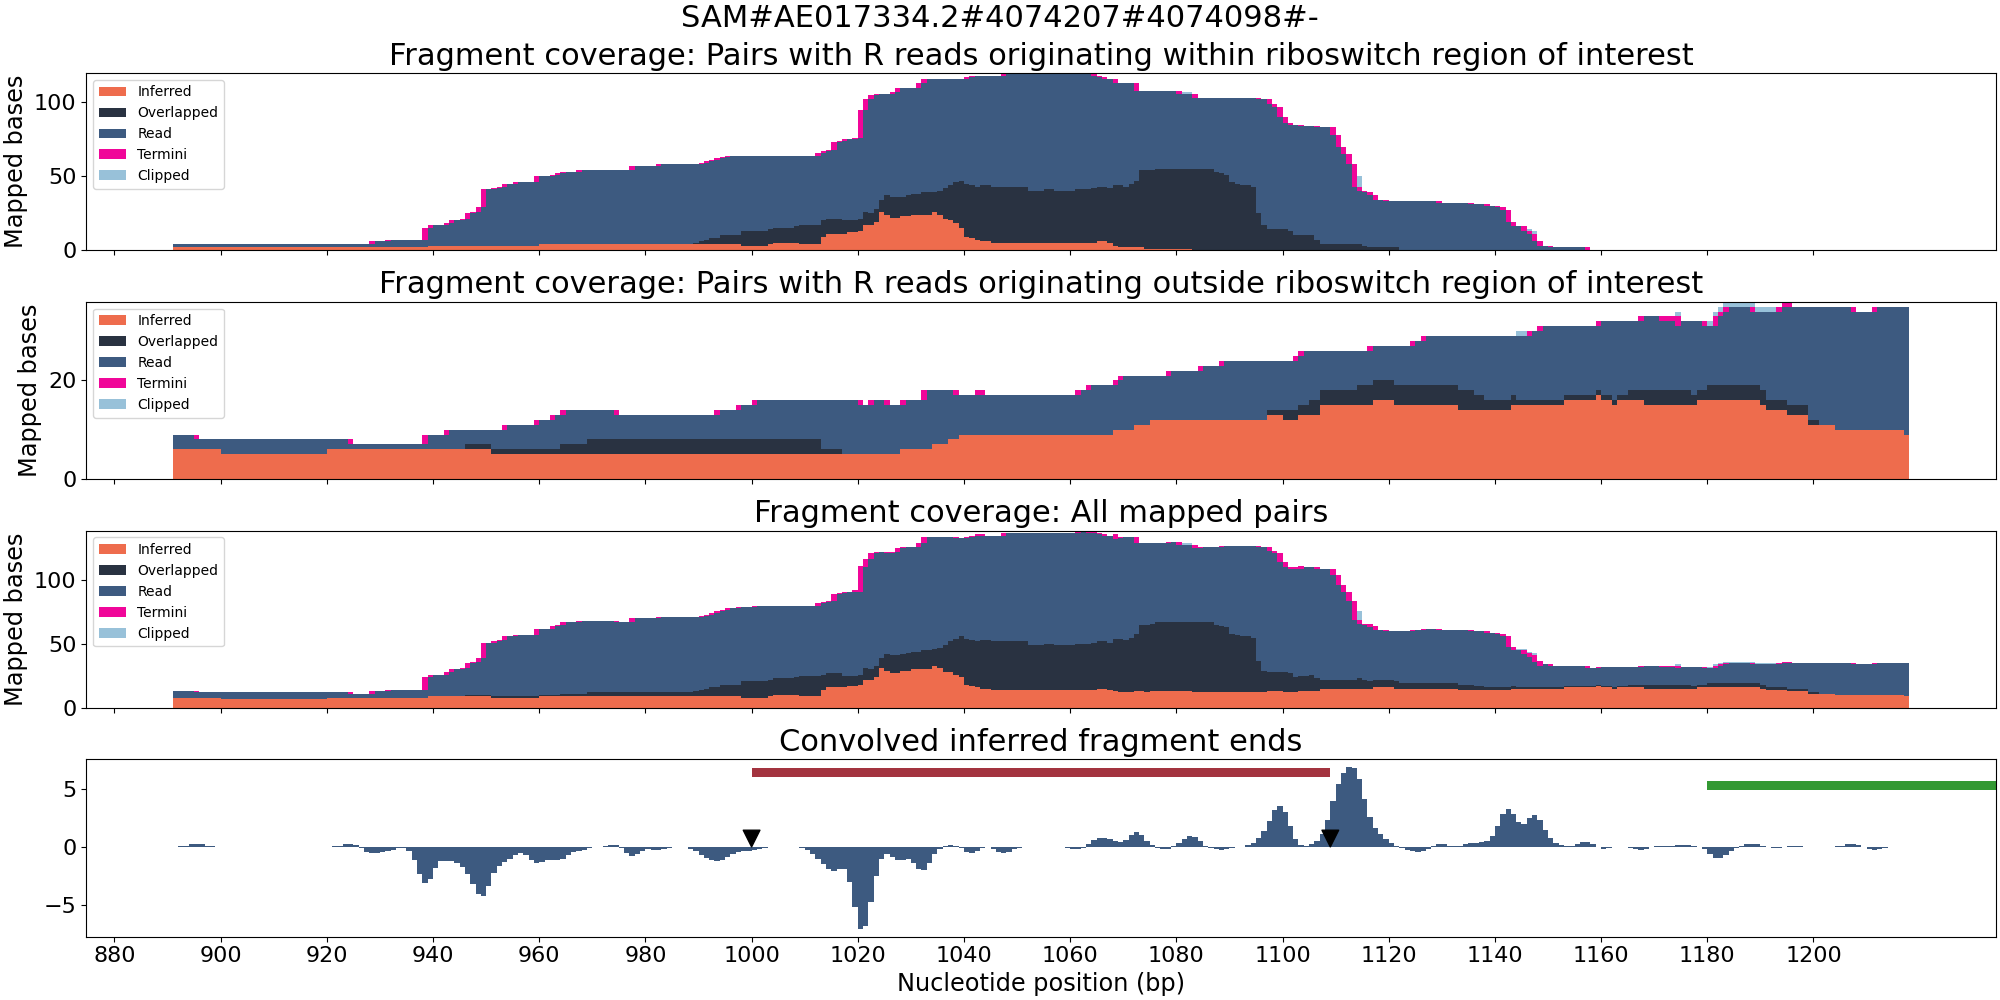 SAM#AE017334.2#4074207#4074098#-
Fragment coverage: Pairs with R reads originating within riboswitch region of interest
Mapped bases
100
50
0
Inferred
Overlapped
Read
Termini
Clipped
Fragment coverage: Pairs with R reads originating outside riboswitch region of interest
Mapped bases
20
0
Inferred
Overlapped
Read
Termini
Clipped
Fragment coverage: All mapped pairs
Mapped bases
100
50
0
Inferred
Overlapped
Read
Termini
Clipped
Convolved inferred fragment ends
5
0
−5
880 900 920 940 960 980 1000 1020 1040 1060 1080 1100 1120 1140 1160 1180 1200
Nucleotide position (bp)